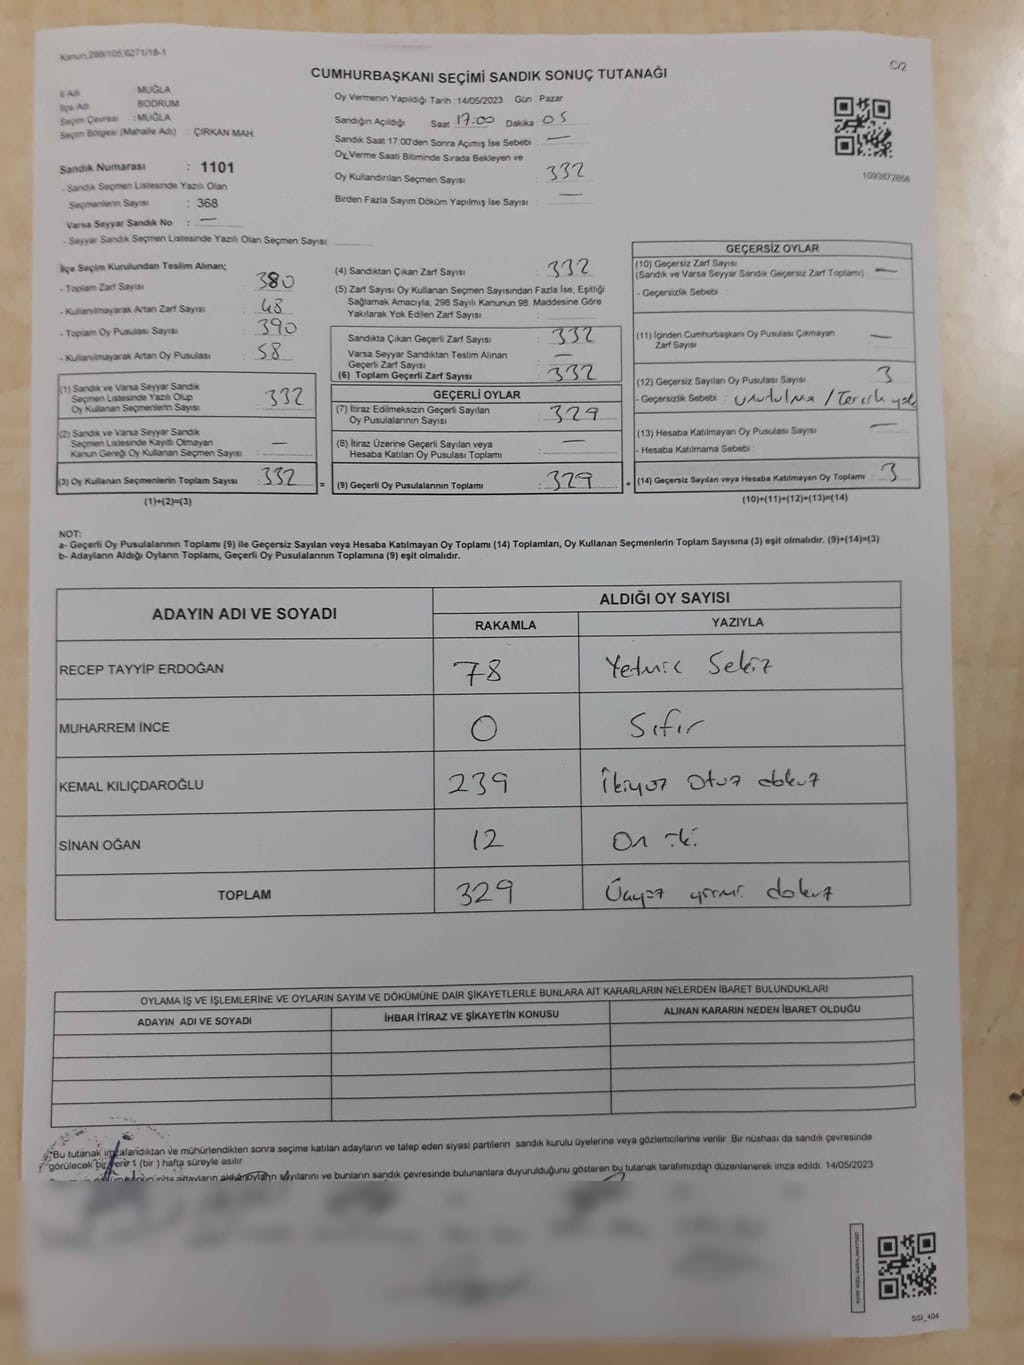 Kanun;298/105,6271/19-1
C/2
CUMHURBAŞKANI SEÇİMİ SANDIK SONUÇ TUTANAĞI
İl Adı : MUĞLA
İlçe Adı : BODRUM
Seçim Çevresi : MUĞLA
Seçim Bölgesi (Mahalle Adı) : ÇIRKAN MAH
Sandık Numarası : 1101
- Sandık Seçmen Listesinde Yazılı Olan
Seçmenlerin Sayısı : 368
Varsa Seyyar Sandık No : —
- Seyyar Sandık Seçmen Listesinde Yazılı Olan Seçmen Sayısı:
Oy Vermenin Yapıldığı Tarih :14/05/2023 Gün : Pazar
Sandığın Açıldığı Saat 17:00 Dakika : 05
Sandık Saat 17:00'den Sonra Açımış İse Sebebi : —
Oy Verme Saati Bitiminde Sırada Bekleyen ve
Oy Kullandırılan Seçmen Sayısı : 332
Birden Fazla Sayım Döküm Yapılmış İse Sayısı : —
1093672858
İlçe Seçim Kurulundan Teslim Alınan;
- Toplam Zarf Sayısı : 380
- Kullanılmayarak Artan Zarf Sayısı : 48
- Toplam Oy Pusulası Sayısı : 390
- Kullanılmayarak Artan Oy Pusulası : 58
(1) Sandık ve Varsa Seyyar Sandık
Seçmen Listesinde Yazılı Olup
Oy Kullanan Seçmenlerin Sayısı : 332
(2) Sandık ve Varsa Seyyar Sandık
Seçmen Listesinde Kayıtlı Olmayan
Kanun Gereği Oy Kullanan Seçmen Sayısı : —
(3) Oy Kullanan Seçmenlerin Toplam Sayısı : 332
(1)+(2)=(3)
(4) Sandıktan Çıkan Zarf Sayısı : 332
(5) Zarf Sayısı Oy Kullanan Seçmen Sayısından Fazla İse, Eşitliği
Sağlamak Amacıyla; 298 Sayılı Kanunun 98. Maddesine Göre
Yakılarak Yok Edilen Zarf Sayısı :
Sandıkta Çıkan Geçerli Zarf Sayısı : 332
Varsa Seyyar Sandıktan Teslim Alınan
Geçerli Zarf Sayısı : —
(6) Toplam Geçerli Zarf Sayısı : 332
GEÇERLİ OYLAR
(7) İtiraz Edilmeksizin Geçerli Sayılan
Oy Pusulalarının Sayısı : 329
(8) İtiraz Üzerine Geçerli Sayılan veya
Hesaba Katılan Oy Pusulası Toplamı : —
= (9) Geçerli Oy Pusulalarının Toplamı : 329
GEÇERSİZ OYLAR
(10) Geçersiz Zarf Sayısı
(Sandık ve Varsa Seyyar Sandık Geçersiz Zarf Toplamı) : —
- Geçersizlik Sebebi :
(11) İçinden Cumhurbaşkanı Oy Pusulası Çıkmayan
Zarf Sayısı : —
(12) Geçersiz Sayılan Oy Pusulası Sayısı : 3
- Geçersizlik Sebebi : unutulma / Tercih yok
(13) Hesaba Katılmayan Oy Pusulası Sayısı : —
- Hesaba Katılmama Sebebi :
+ (14) Geçersiz Sayılan veya Hesaba Katılmayan Oy Toplamı : 3
(10)+(11)+(12)+(13)=(14)
NOT:
a- Geçerli Oy Pusulalarının Toplamı (9) ile Geçersiz Sayılan veya Hesaba Katılmayan Oy Toplamı (14) Toplamları, Oy Kullanan Seçmenlerin Toplam Sayısına (3) eşit olmalıdır. (9)+(14)=(3)
b- Adayların Aldığı Oyların Toplamı, Geçerli Oy Pusulalarının Toplamına (9) eşit olmalıdır.
ADAYIN ADI VE SOYADI
ALDIĞI OY SAYISI
RAKAMLA YAZIYLA
RECEP TAYYİP ERDOĞAN 78 Yetmiş Sekiz
MUHARREM İNCE 0 Sıfır
KEMAL KILIÇDAROĞLU 239 İkiyüz Otuz dokuz
SİNAN OĞAN 12 On iki
TOPLAM 329 Üçyüz yirmi dokuz
OYLAMA İŞ VE İŞLEMLERİNE VE OYLARIN SAYIM VE DÖKÜMÜNE DAİR ŞİKAYETLERLE BUNLARA AİT KARARLARIN NELERDEN İBARET BULUNDUKLARI
ADAYIN ADI VE SOYADI İHBAR İTİRAZ VE ŞİKAYETİN KONUSU ALINAN KARARIN NEDEN İBARET OLDUĞU
*Bu tutanak imzalandıktan ve mühürlendikten sonra seçime katılan adayların ve talep eden siyasi partilerin sandık kurulu üyelerine veya gözlemcilerine verilir. Bir nüshası da sandık çevresinde
görülecek bir yere 1 (bir) hafta süreyle asılır.
adayların aldığı oyların sayılarını ve bunların sandık çevresinde bulunanlara duyurulduğunu gösteren bu tutanak tarafımızdan düzenlenerek imza edildi. 14/05/2023
SSI_404